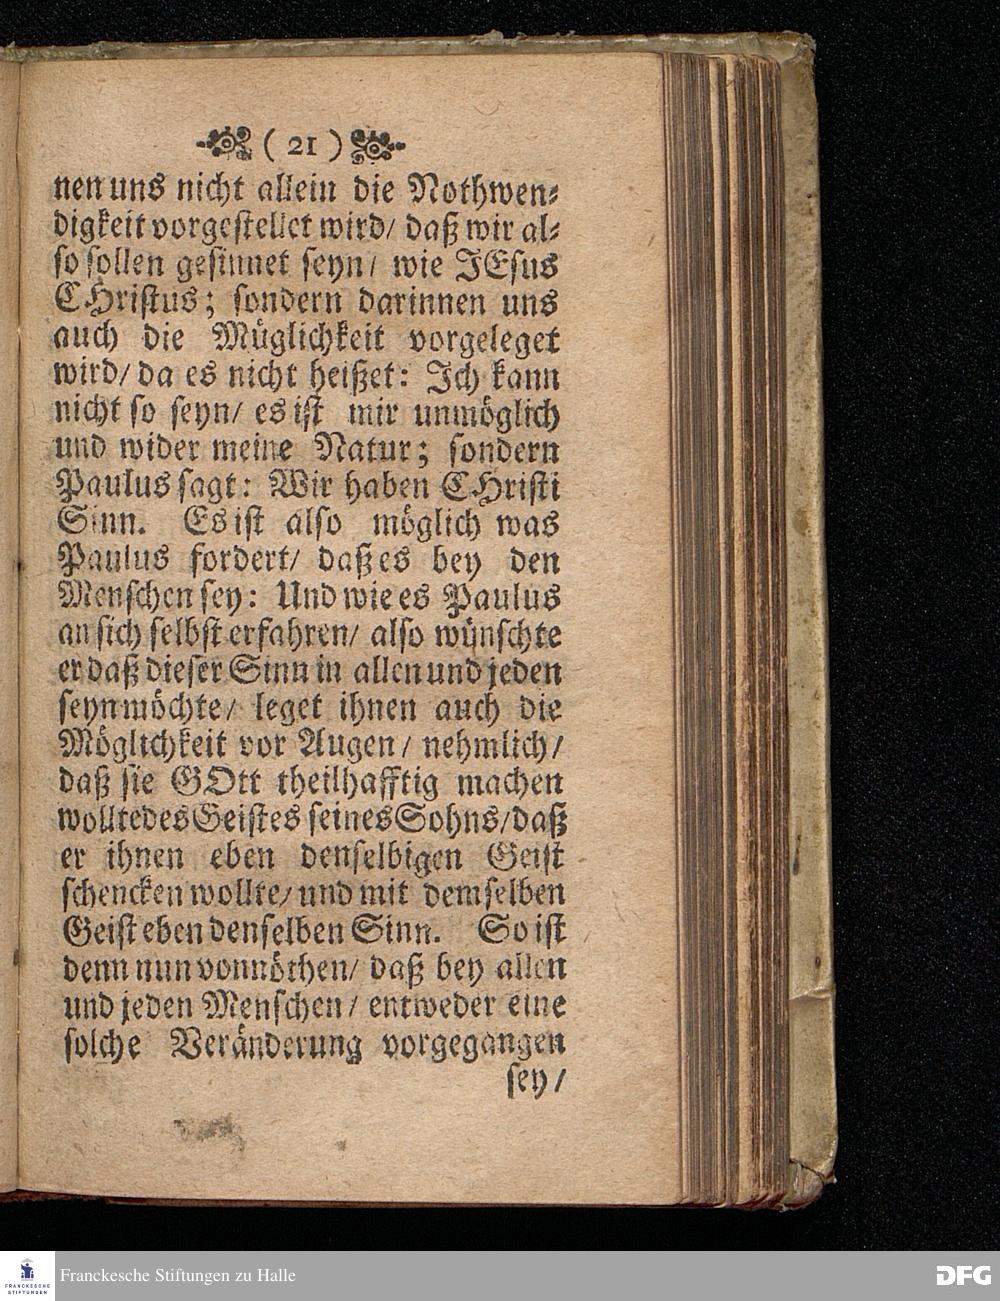 ( 21 )
nen uns nicht allein die Nothwen⸗
digkeit vorgestellet wird/ daß wir al⸗
so sollen gesinnet seyn/ wie JEsus
CHristus; sondern darinnen uns
auch die Müglichkeit vorgeleget
wird/ da es nicht heißet: Jch kann
nicht so seyn/ es ist mir unmöglich
und wider meine Natur; sondern
Paulus sagt: Wir haben CHristi
Sinn. Es ist also möglich was
Paulus fordert/ daß es bey den
Menschen sey: Und wie es Paulus
an sich selbst erfahren/ also wünschte
er daß dieser Sinn in allen und jeden
seyn möchte/ leget ihnen auch die
Möglichkeit vor Augen/ nehmlich/
daß sie GOtt theilhafftig machen
wollte des Geistes seines Sohns/ daß
er ihnen eben denselbigen Geist
schencken wollte/ und mit demselben
Geist eben denselben Sinn. So ist
denn nun vonnöthen/ daß bey allen
und jeden Menschen/ entweder eine
solche Veränderung vorgegangen
sey/
FRANCKESCHE
STIFTUNGEN
Franckesche Stiftungen zu Halle
DFG